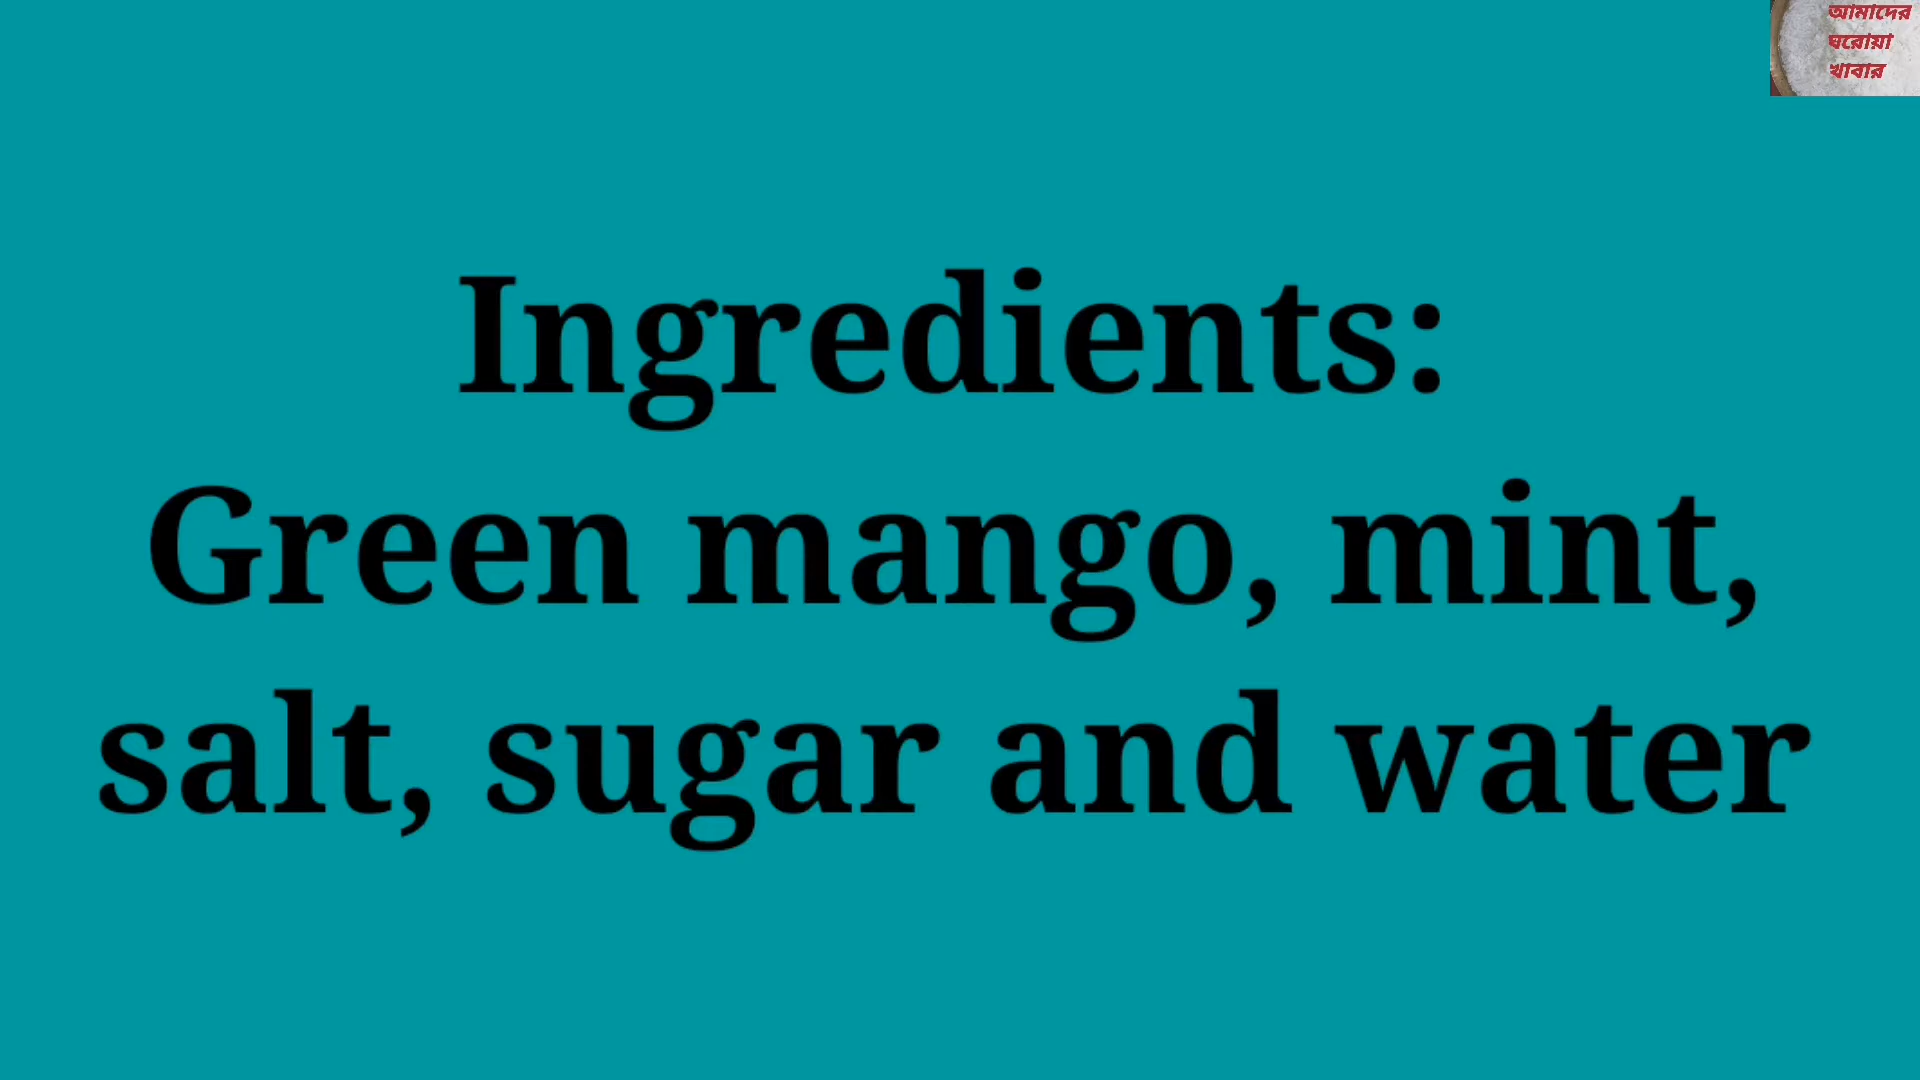 আমাদের
ঘরোয়া
খাবার
Ingredients:
Green mango, mint,
salt, sugar and water